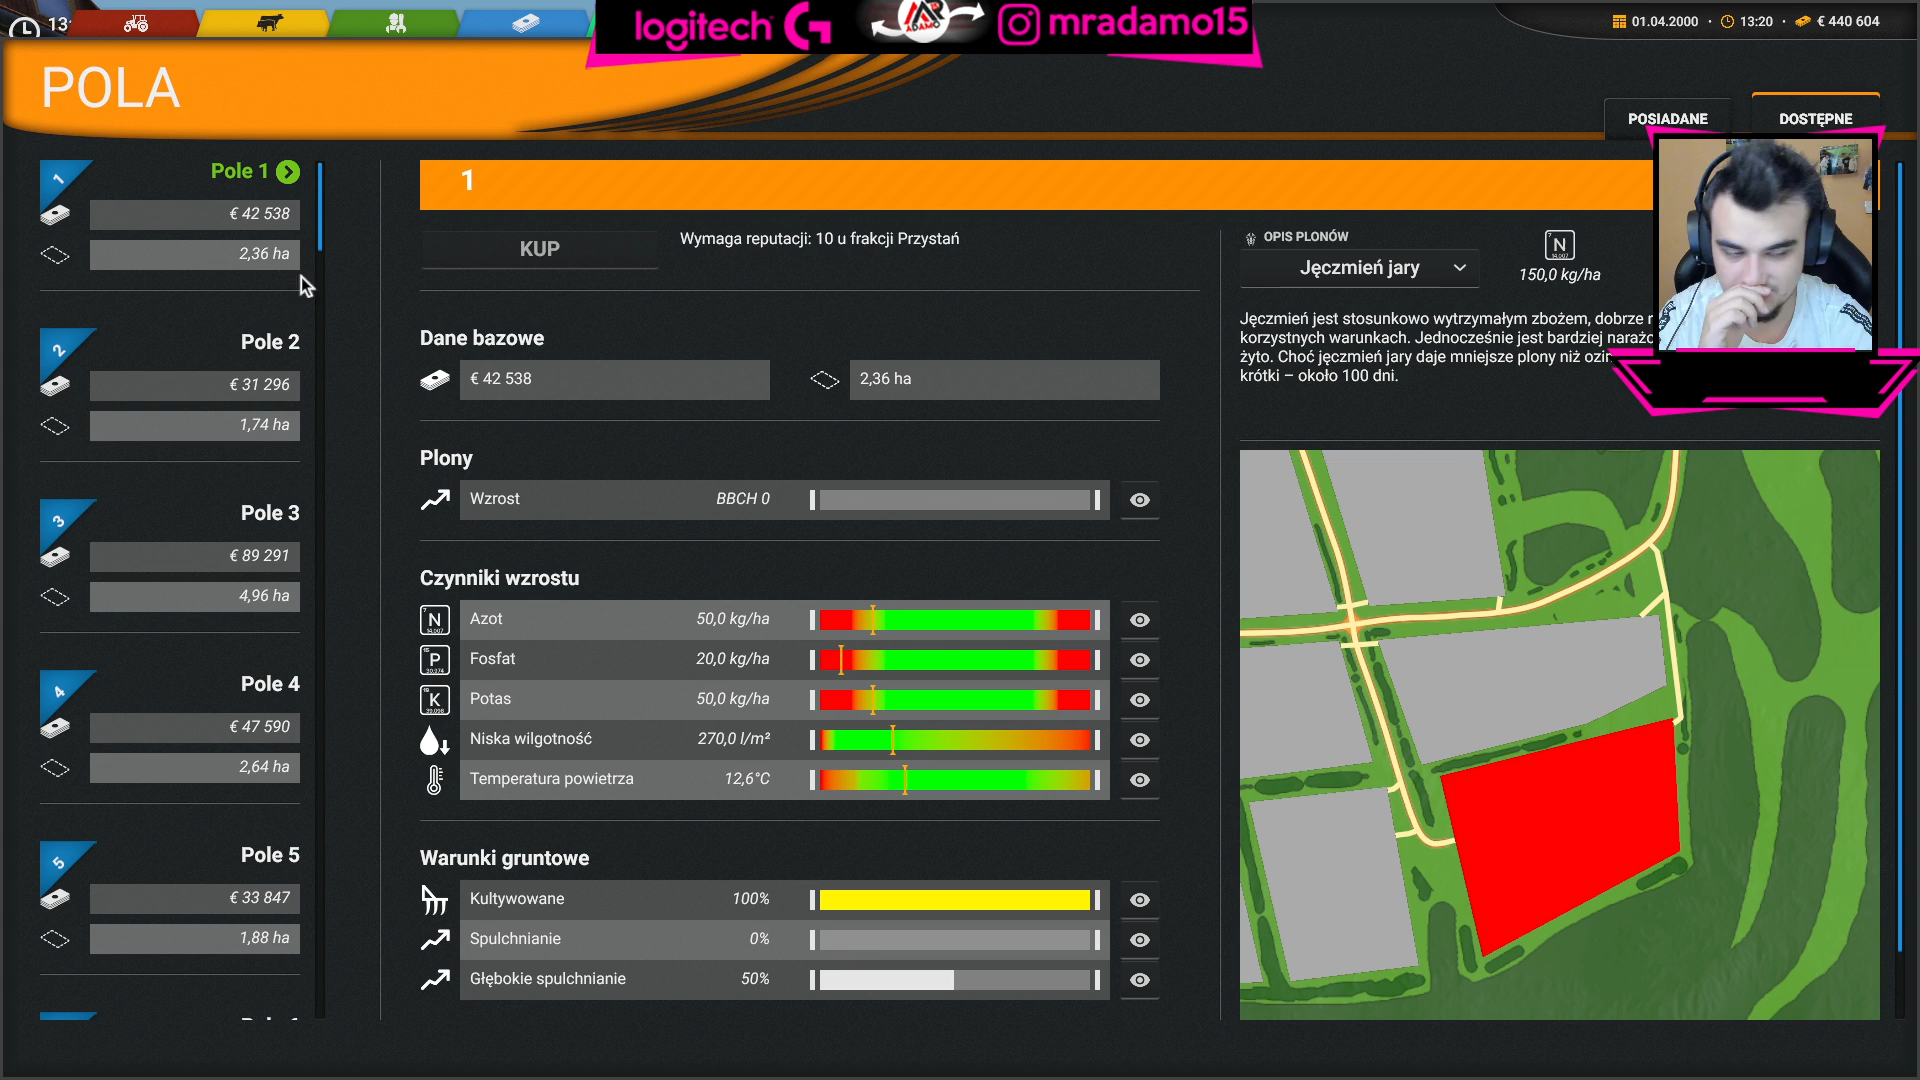 13:
logitech G
ADAMO
mradamo15
01.04.2000 • 13:20 • € 440 604
POLA
POSIADANE
DOSTĘPNE
1
Pole 1
€ 42 538
2,36 ha
2
Pole 2
€ 31 296
1,74 ha
3
Pole 3
€ 89 291
4,96 ha
4
Pole 4
€ 47 590
2,64 ha
5
Pole 5
€ 33 847
1,88 ha
1
KUP
Wymaga reputacji: 10 u frakcji Przystań
Dane bazowe
€ 42 538
2,36 ha
Plony
Wzrost BBCH 0
Czynniki wzrostu
N Azot 50,0 kg/ha
P Fosfat 20,0 kg/ha
K Potas 50,0 kg/ha
Niska wilgotność 270,0 l/m²
Temperatura powietrza 12,6°C
Warunki gruntowe
Kultywowane 100%
Spulchnianie 0%
Głębokie spulchnianie 50%
OPIS PLONÓW
Jęczmień jary
N
150,0 kg/ha
Jęczmień jest stosunkowo wytrzymałym zbożem, dobrze
korzystnych warunkach. Jednocześnie jest bardziej
żyto. Choć jęczmień jary daje mniejsze plony niż
krótki – około 100 dni.